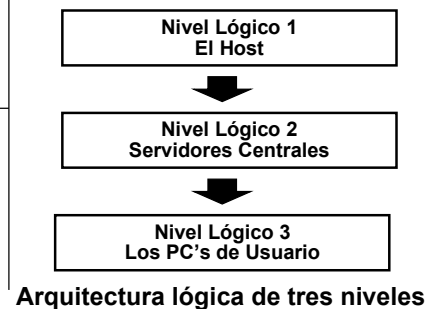 Nivel Lógico 1
El Host
Nivel Lógico 2
Servidores Centrales
Nivel Lógico 3
Los PC's de Usuario
Arquitectura lógica de tres niveles